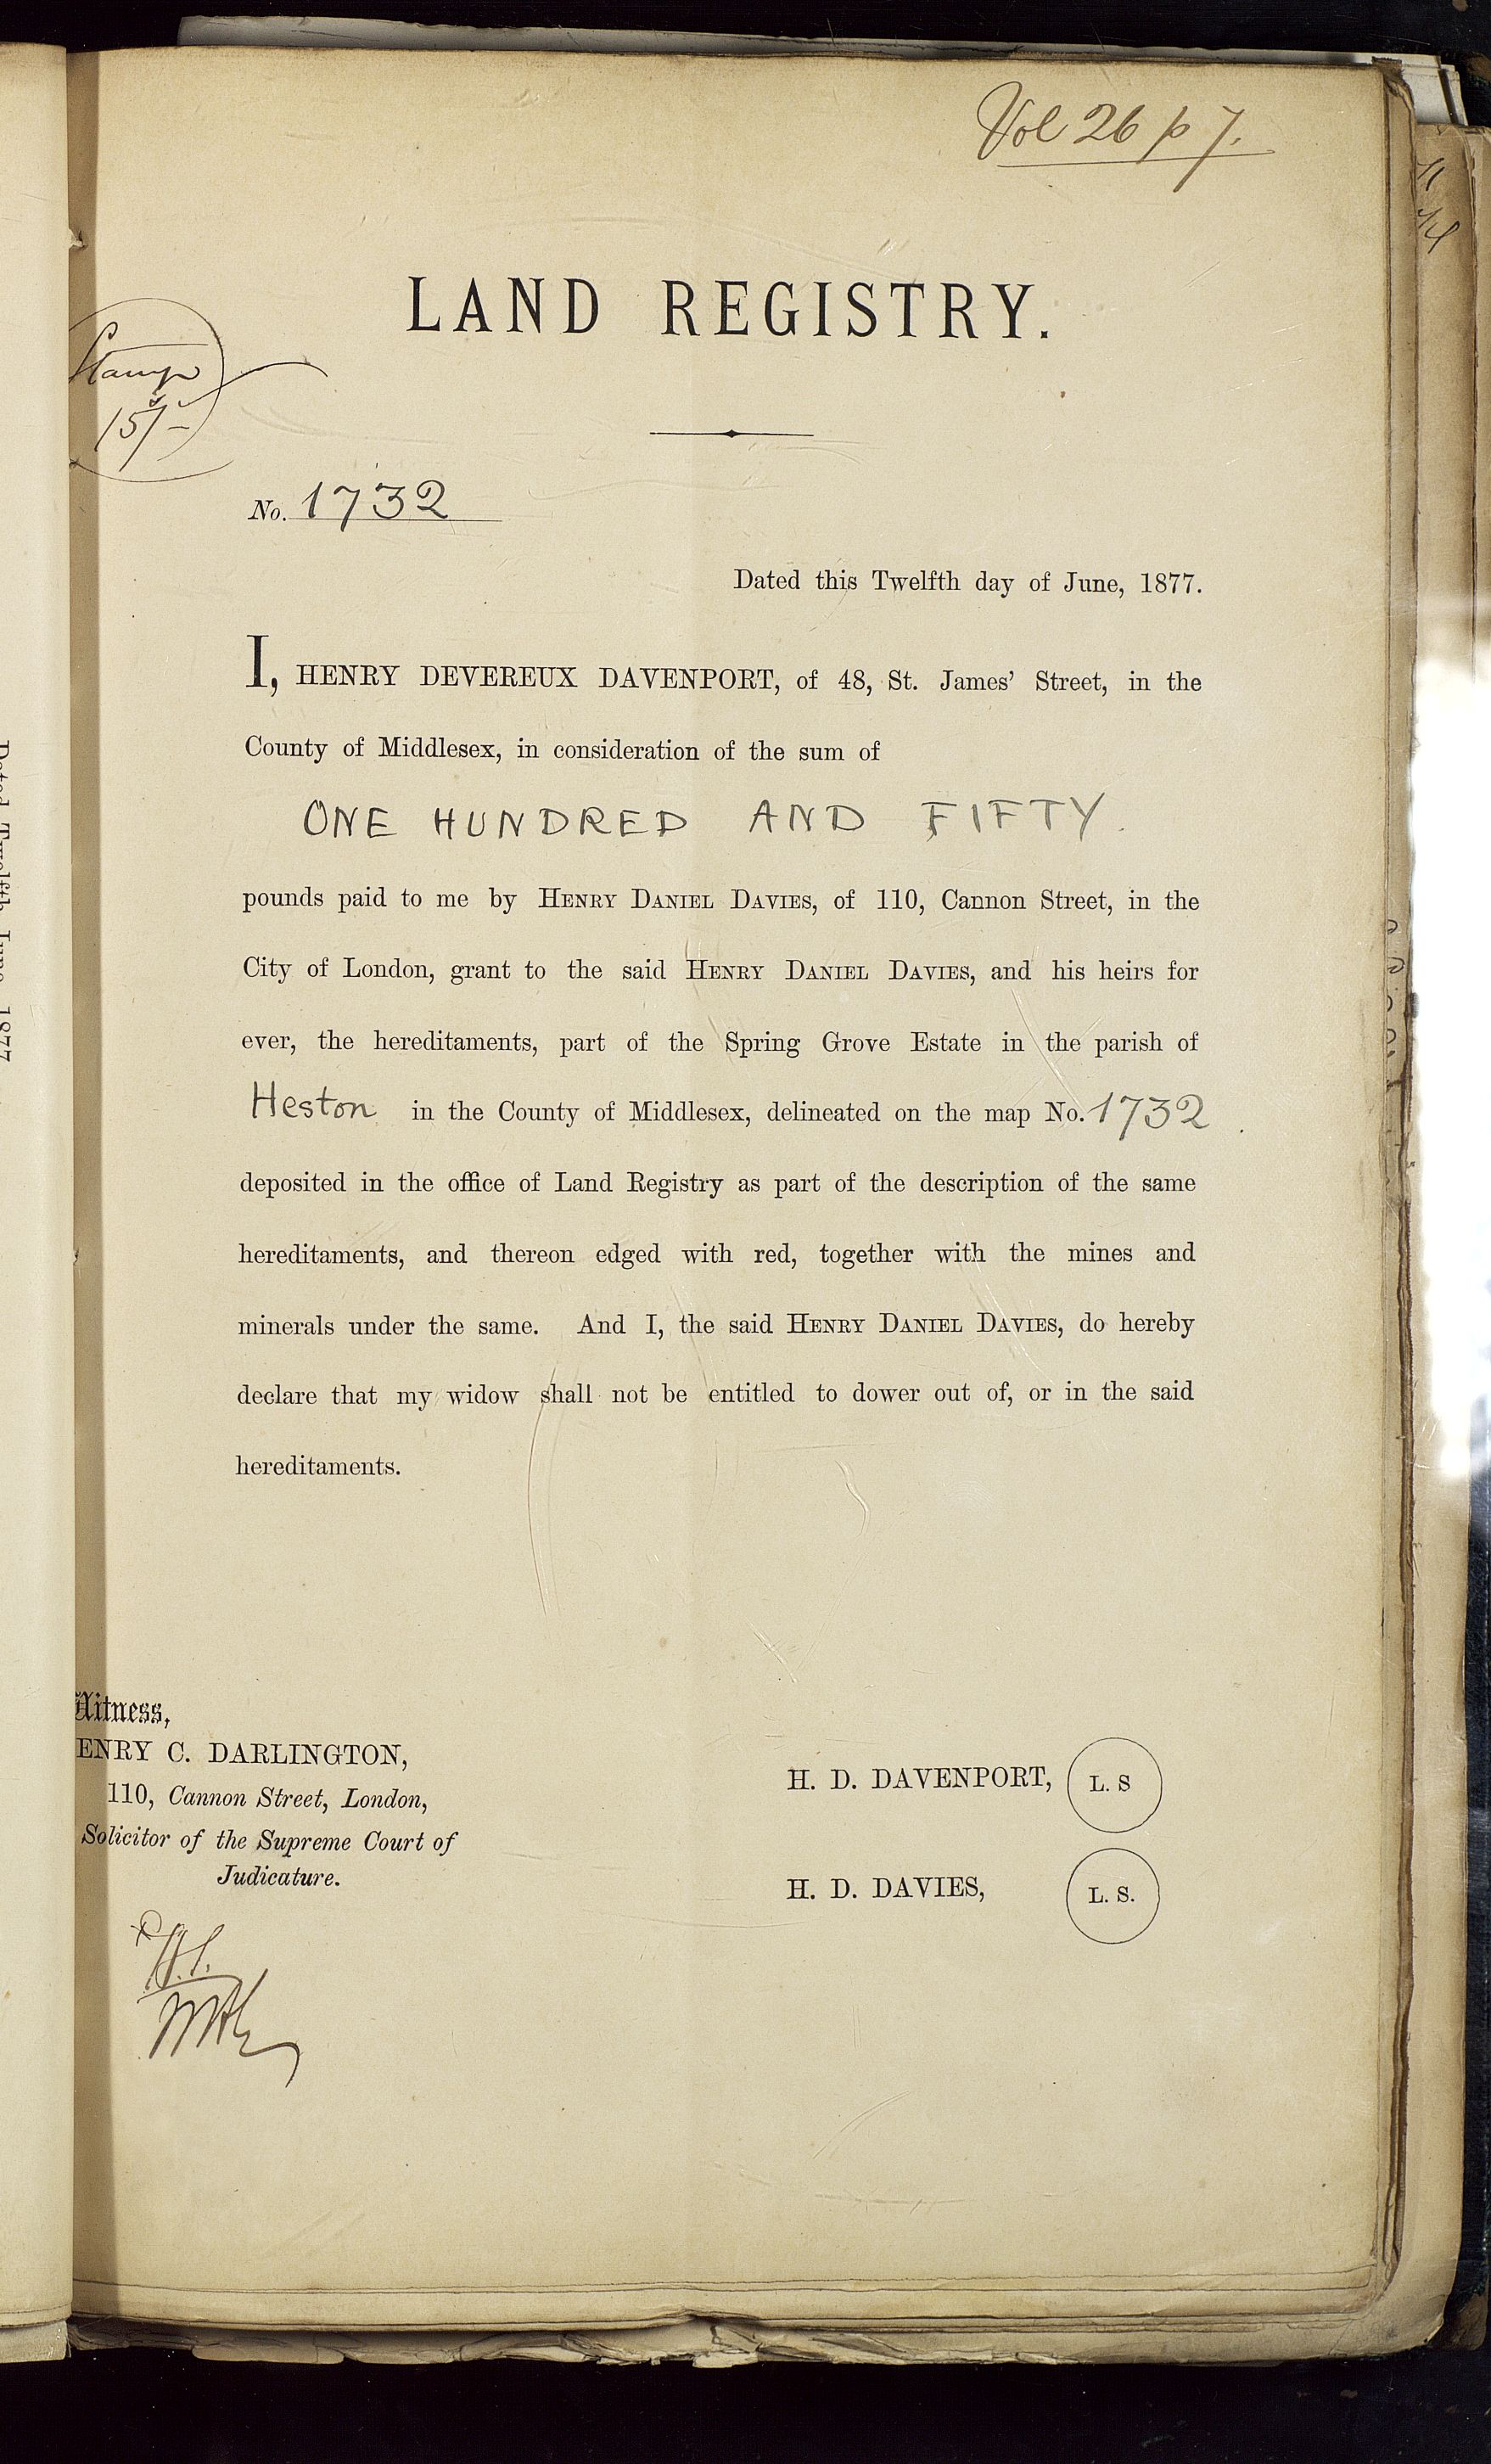 Vol 26 p 7.
LAND REGISTRY.
Stamp
15/-
No. 1732
Dated this Twelfth day of June, 1877.
I, HENRY DEVEREUX DAVENPORT, of 48, St. James' Street, in the
County of Middlesex, in consideration of the sum of
ONE HUNDRED AND FIFTY.
pounds paid to me by HENRY DANIEL DAVIES, of 110, Cannon Street, in the
City of London, grant to the said HENRY DANIEL DAVIES, and his heirs for
ever, the hereditaments, part of the Spring Grove Estate in the parish of
Heston in the County of Middlesex, delineated on the map No. 1732.
deposited in the office of Land Registry as part of the description of the same
hereditaments, and thereon edged with red, together with the mines and
minerals under the same. And I, the said HENRY DANIEL DAVIES, do hereby
declare that my widow shall not be entitled to dower out of, or in the said
hereditaments.
Witness,
ENRY C. DARLINGTON,
110, Cannon Street, London,
Solicitor of the Supreme Court of
Judicature.
H. D. DAVENPORT, L. S
H. D. DAVIES, L. S.
Dated Twelfth June 1877